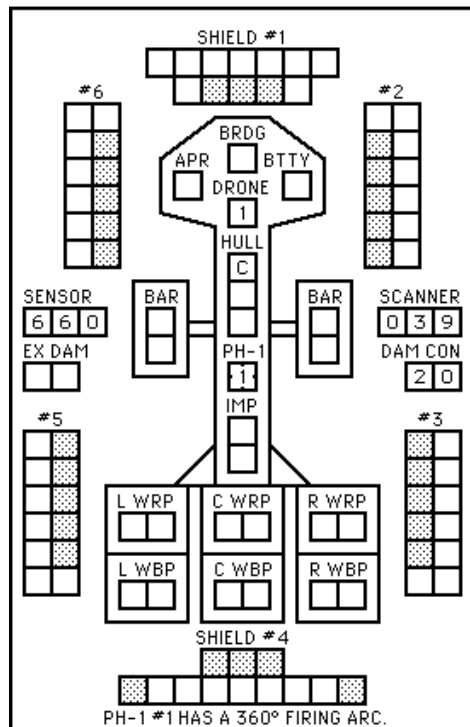 SHIELD #1
#6
#2
BRDG
APR
BTTY
DRONE
1
HULL
C
SENSOR
6 6 0
BAR
BAR
SCANNER
0 3 9
EX DAM
PH-1
1
DAM CON
2 0
IMP
#5
#3
L WRP
C WRP
R WRP
L WBP
C WBP
R WBP
SHIELD #4
PH-1 #1 HAS A 360° FIRING ARC.